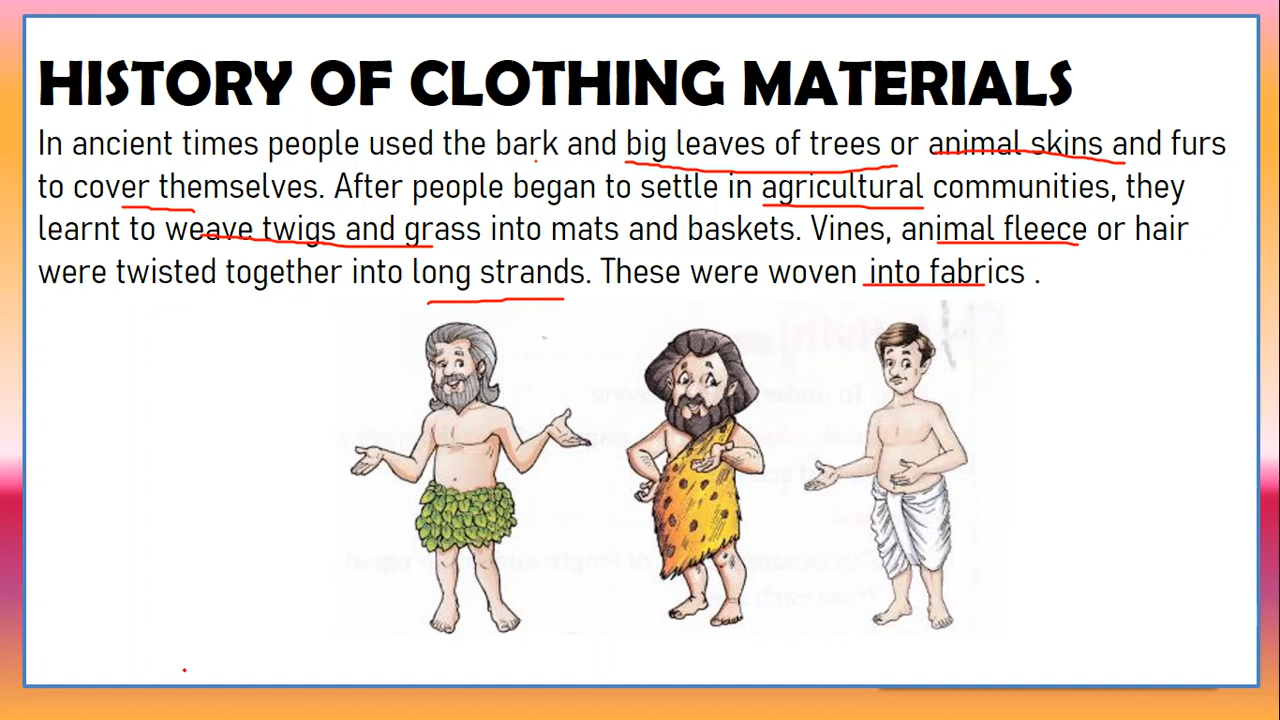 HISTORY OF CLOTHING MATERIALS
In ancient times people used the bark and big leaves of trees or animal skins and furs
to cover themselves. After people began to settle in agricultural communities, they
learnt to weave twigs and grass into mats and baskets. Vines, animal fleece or hair
were twisted together into long strands. These were woven into fabrics .